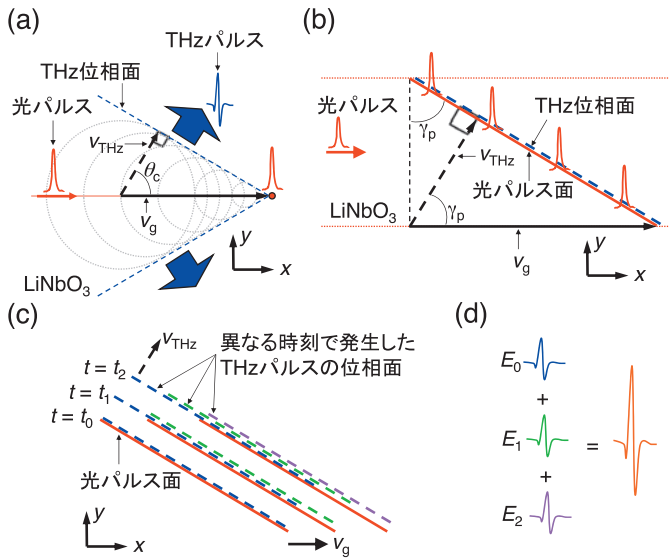 (a)
THzパルス
THz位相面
光パルス
vTHz
θc
vg
LiNbO3
y
x
(b)
光パルス
γp
THz位相面
vTHz
光パルス面
γp
LiNbO3
vg
y
x
(c)
vTHz
異なる時刻で発生した
THzパルスの位相面
t = t2
t = t1
t = t0
光パルス面
y
x
vg
(d)
E0
+
E1
=
+
E2